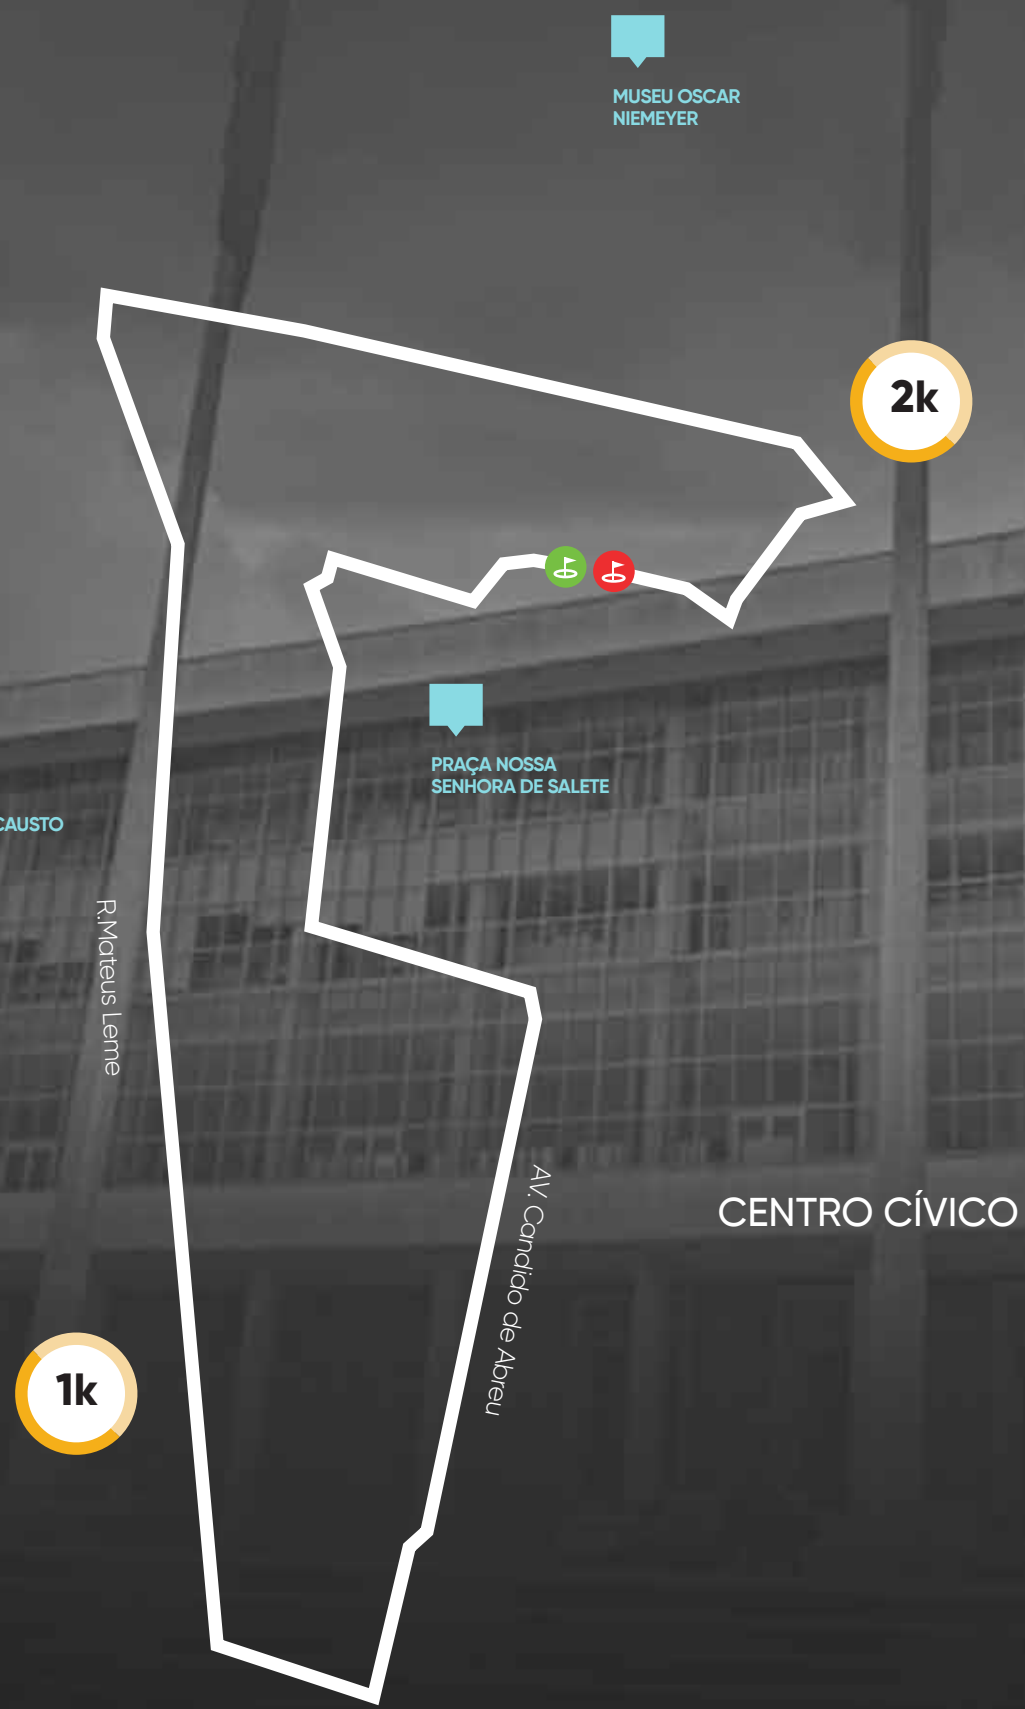 MUSEU OSCAR
NIEMEYER
2k
PRAÇA NOSSA
SENHORA DE SALETE
CAUSTO
R.Mateus Leme
AV. Candido de Abreu
CENTRO CÍVICO
1k